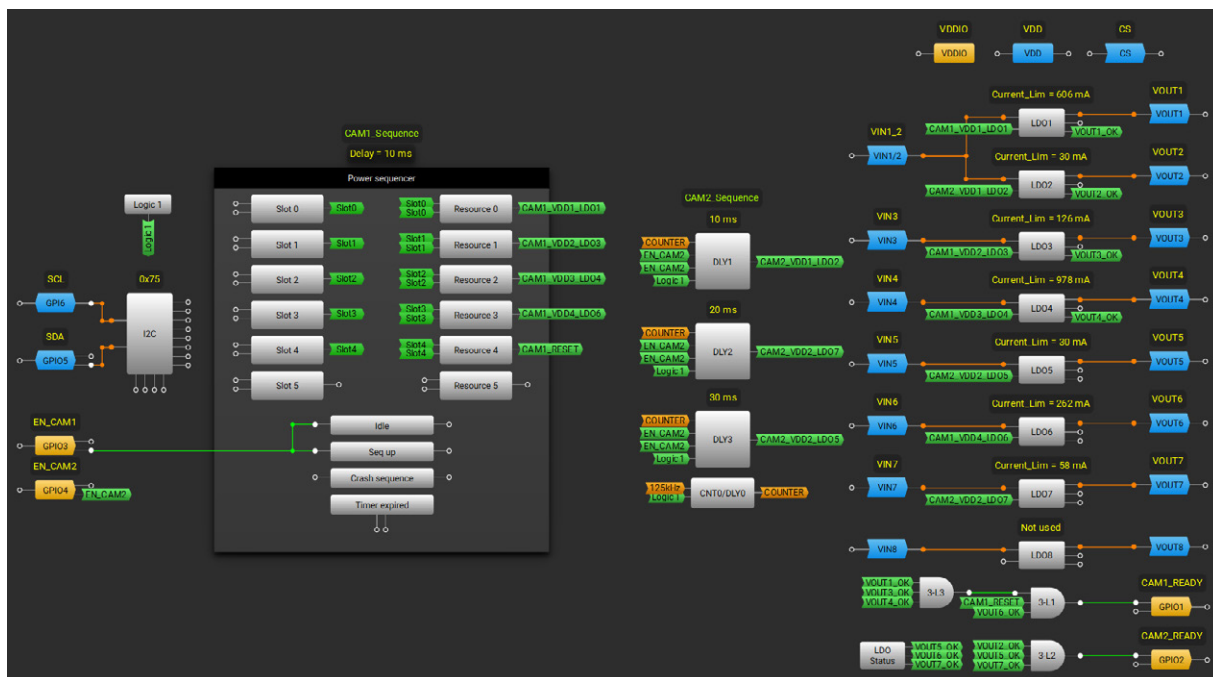 VDDIO
VDDIO
VDD
VDD
CS
CS
Logic 1
Logic 1
SCL
GPI6
SDA
GPIO5
0x75
I2C
EN_CAM1
GPIO3
EN_CAM2
GPIO4
EN_CAM2
CAM1_Sequence
Delay = 10 ms
Power sequencer
Slot 0
Slot0
Slot0
Slot0
Resource 0
CAM1_VDD1_LDO1
Slot 1
Slot1
Slot1
Slot1
Resource 1
CAM1_VDD2_LDO3
Slot 2
Slot2
Slot2
Slot2
Resource 2
CAM1_VDD3_LDO4
Slot 3
Slot3
Slot3
Slot3
Resource 3
CAM1_VDD4_LDO6
Slot 4
Slot4
Slot4
Slot4
Resource 4
CAM1_RESET
Slot 5
Resource 5
Idle
Seq up
Crash sequence
Timer expired
CAM2_Sequence
10 ms
COUNTER
EN_CAM2
EN_CAM2
Logic 1
DLY1
CAM2_VDD1_LDO2
20 ms
COUNTER
EN_CAM2
EN_CAM2
Logic 1
DLY2
CAM2_VDD2_LDO7
30 ms
COUNTER
EN_CAM2
EN_CAM2
Logic 1
DLY3
CAM2_VDD2_LDO5
125kHz
Logic 1
CNT0/DLY0
COUNTER
VIN1_2
VIN1/2
Current_Lim = 606 mA
CAM1_VDD1_LDO1
LDO1
VOUT1_OK
VOUT1
VOUT1
Current_Lim = 30 mA
CAM2_VDD1_LDO2
LDO2
VOUT2_OK
VOUT2
VOUT2
VIN3
VIN3
Current_Lim = 126 mA
CAM1_VDD2_LDO3
LDO3
VOUT3_OK
VOUT3
VOUT3
VIN4
VIN4
Current_Lim = 978 mA
CAM1_VDD3_LDO4
LDO4
VOUT4_OK
VOUT4
VOUT4
VIN5
VIN5
Current_Lim = 30 mA
CAM2_VDD2_LDO5
LDO5
VOUT5
VOUT5
VIN6
VIN6
Current_Lim = 262 mA
CAM1_VDD4_LDO6
LDO6
VOUT6
VOUT6
VIN7
VIN7
Current_Lim = 58 mA
CAM2_VDD2_LDO7
LDO7
VOUT7
VOUT7
VIN8
Not used
LDO8
VOUT8
VOUT1_OK
VOUT3_OK
VOUT4_OK
3-L3
CAM1_RESET
VOUT6_OK
3-L1
CAM1_READY
GPIO1
LDO
Status
VOUT5_OK
VOUT6_OK
VOUT7_OK
VOUT2_OK
VOUT5_OK
VOUT7_OK
3-L2
CAM2_READY
GPIO2